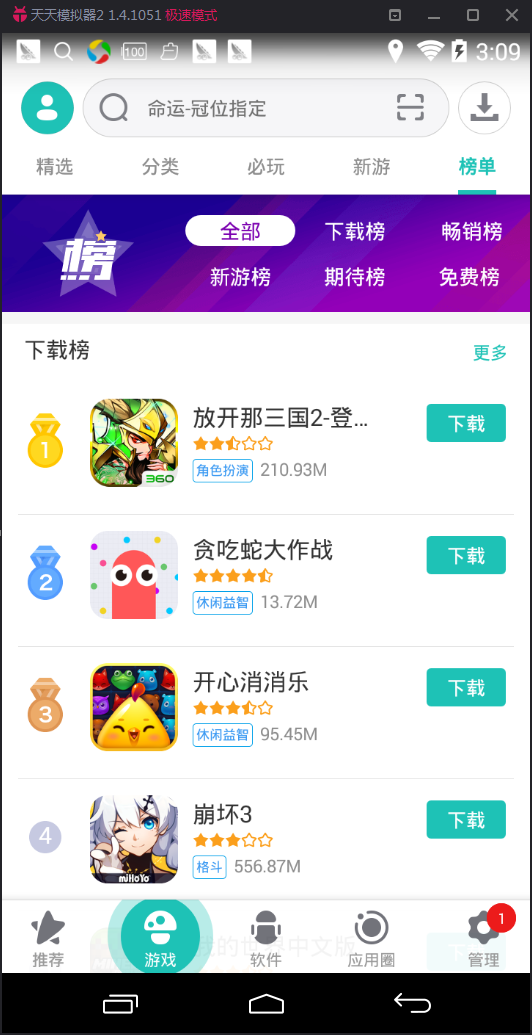 天天模拟器2 1.4.1051 极速模式
100
3:09
命运-冠位指定
精选 分类 必玩 新游 榜单
榜
全部 下载榜 畅销榜
新游榜 期待榜 免费榜
下载榜 更多
1
360
放开那三国2-登...
角色扮演 210.93M
下载
2
贪吃蛇大作战
休闲益智 13.72M
下载
3
开心消消乐
休闲益智 95.45M
下载
4
miHoYo
崩坏3
格斗 556.87M
下载
我的世界中文版
1
推荐 游戏 软件 应用圈 管理